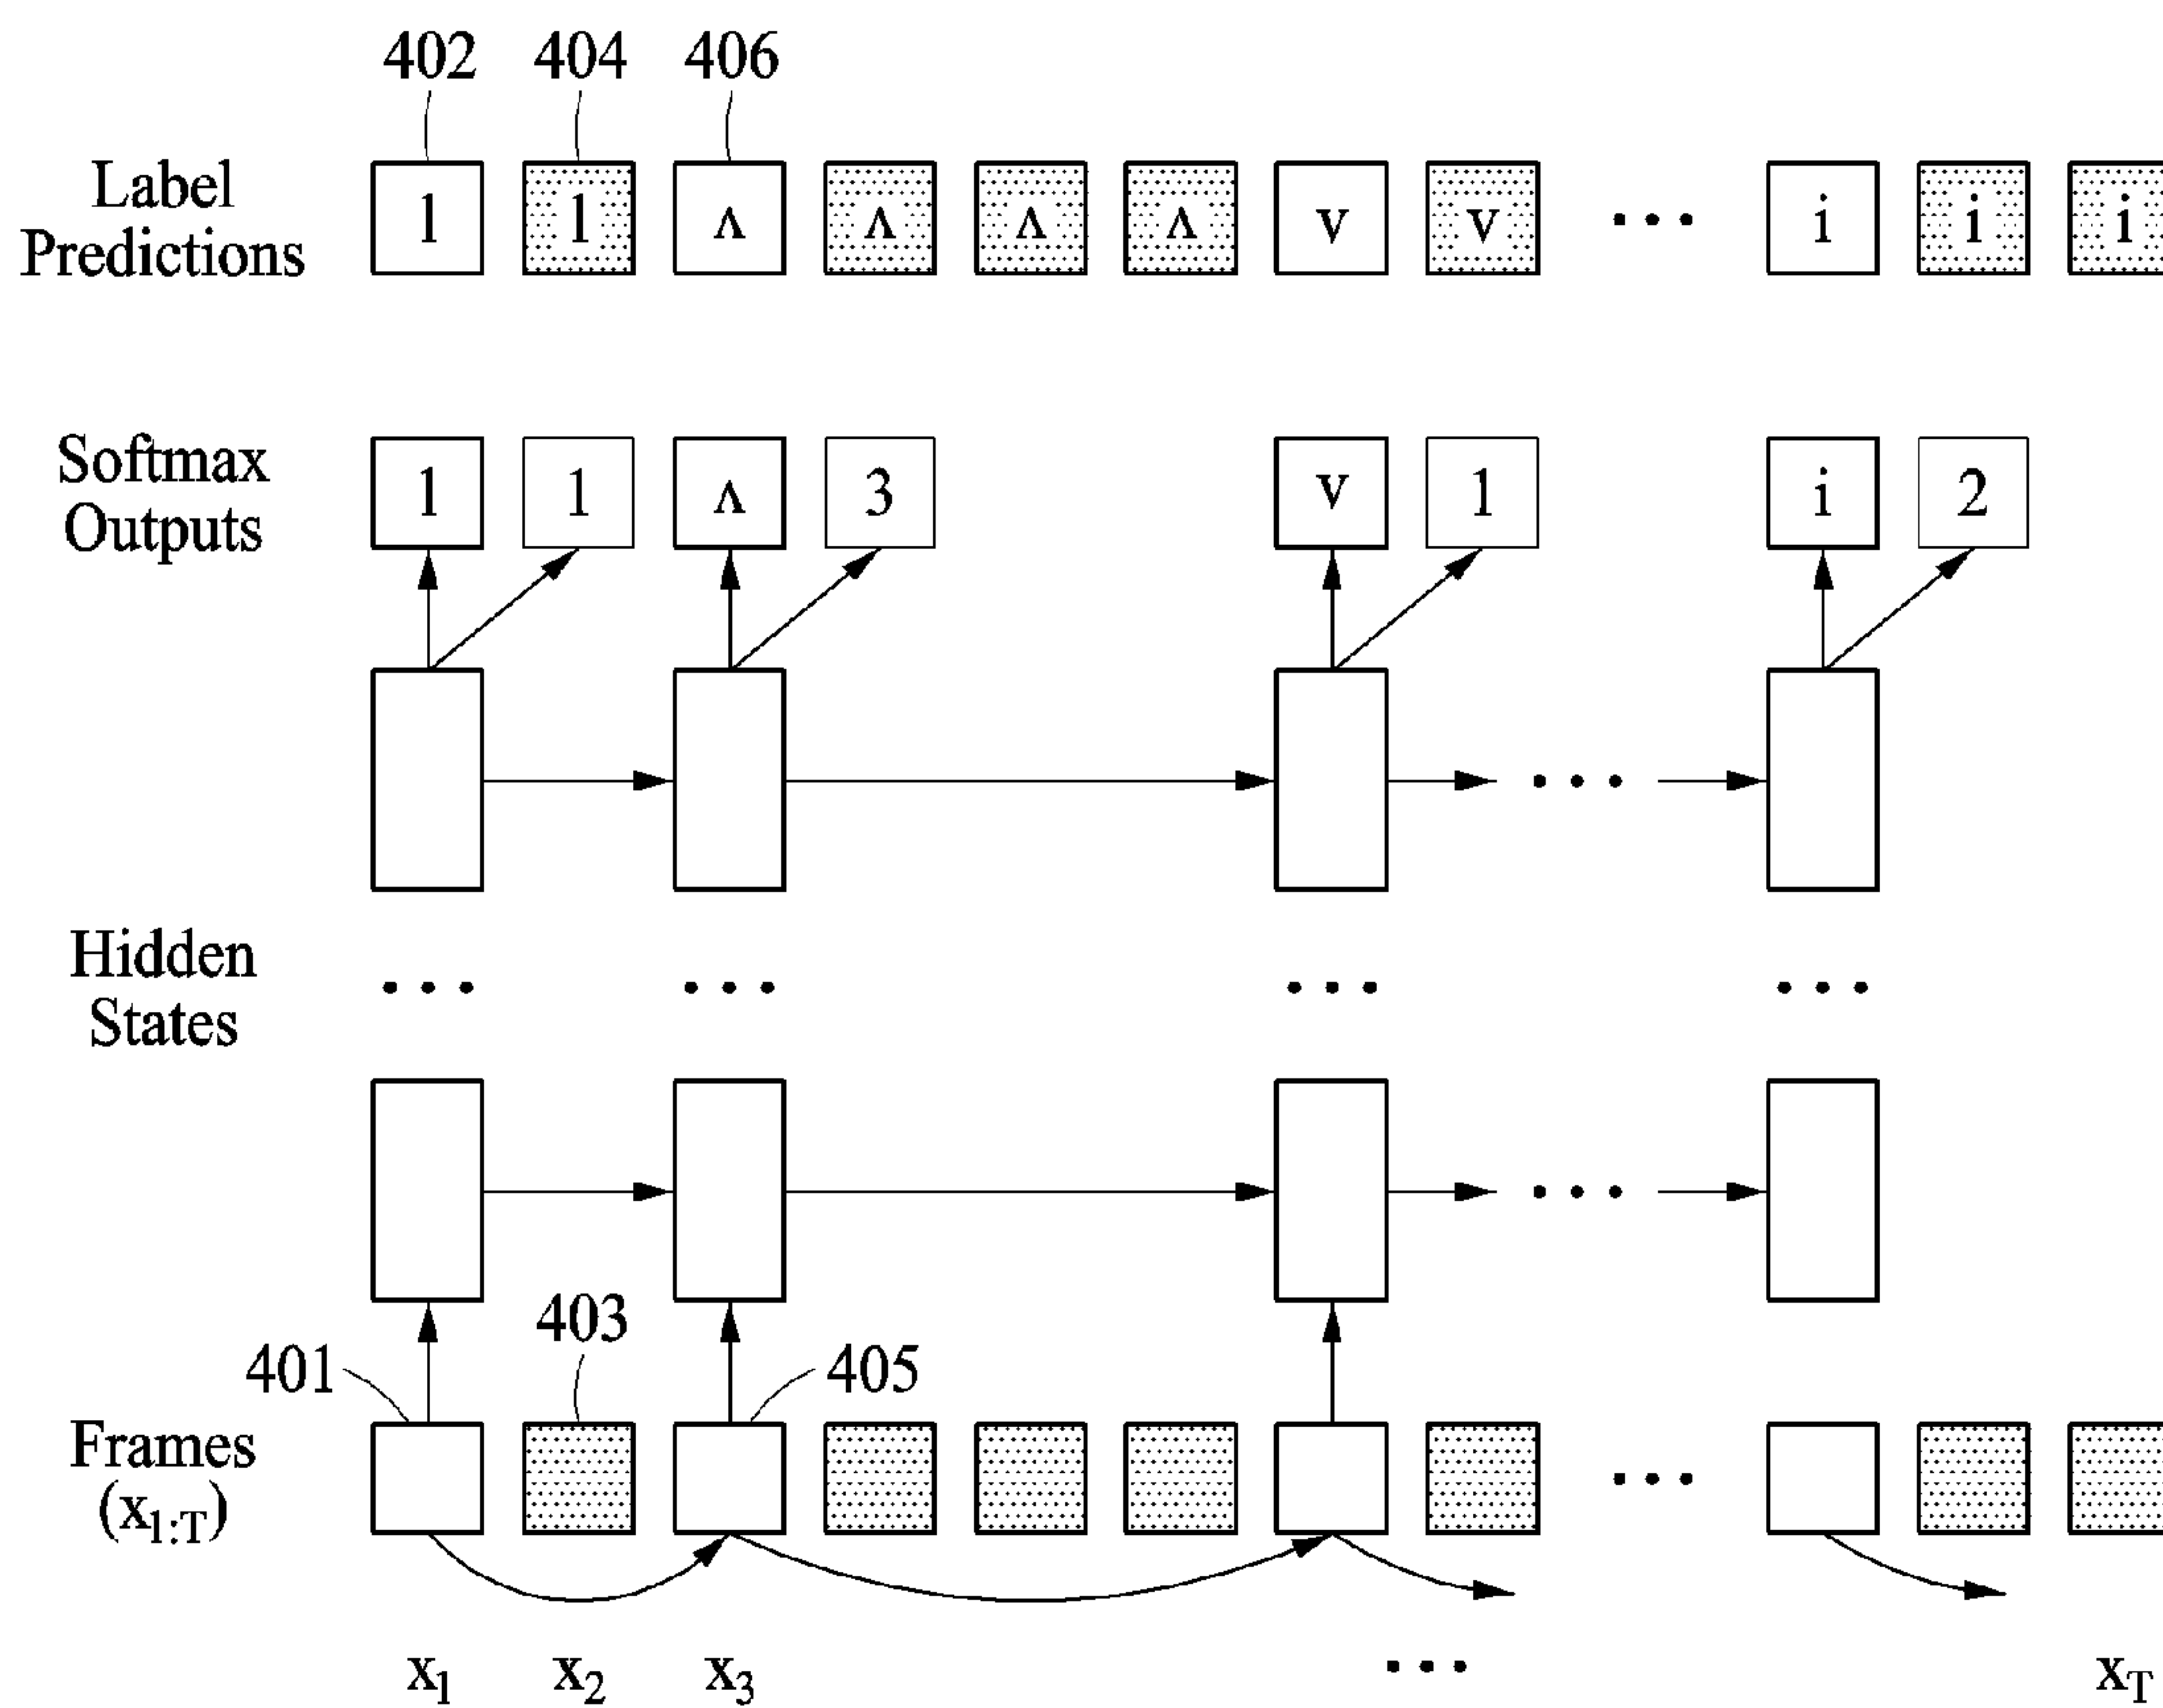 402 404 406
Label
Predictions
1 1 ʌ ʌ ʌ ʌ v v ••• i i i
Softmax
Outputs
1 1 ʌ 3 v 1 i 2
•••
Hidden
States
••• ••• ••• •••
•••
401 403 405
Frames
(x1:T)
•••
x1 x2 x3 ••• xT